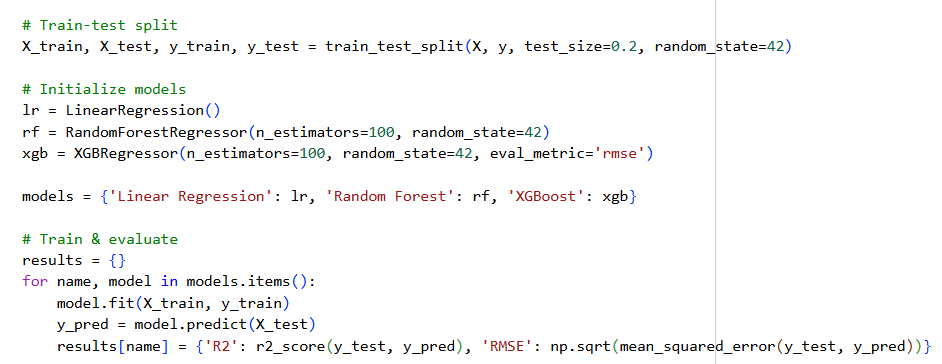 # Train-test split
X_train, X_test, y_train, y_test = train_test_split(X, y, test_size=0.2, random_state=42)
# Initialize models
lr = LinearRegression()
rf = RandomForestRegressor(n_estimators=100, random_state=42)
xgb = XGBRegressor(n_estimators=100, random_state=42, eval_metric='rmse')
models = {'Linear Regression': lr, 'Random Forest': rf, 'XGBoost': xgb}
# Train & evaluate
results = {}
for name, model in models.items():
    model.fit(X_train, y_train)
    y_pred = model.predict(X_test)
    results[name] = {'R2': r2_score(y_test, y_pred), 'RMSE': np.sqrt(mean_squared_error(y_test, y_pred))}